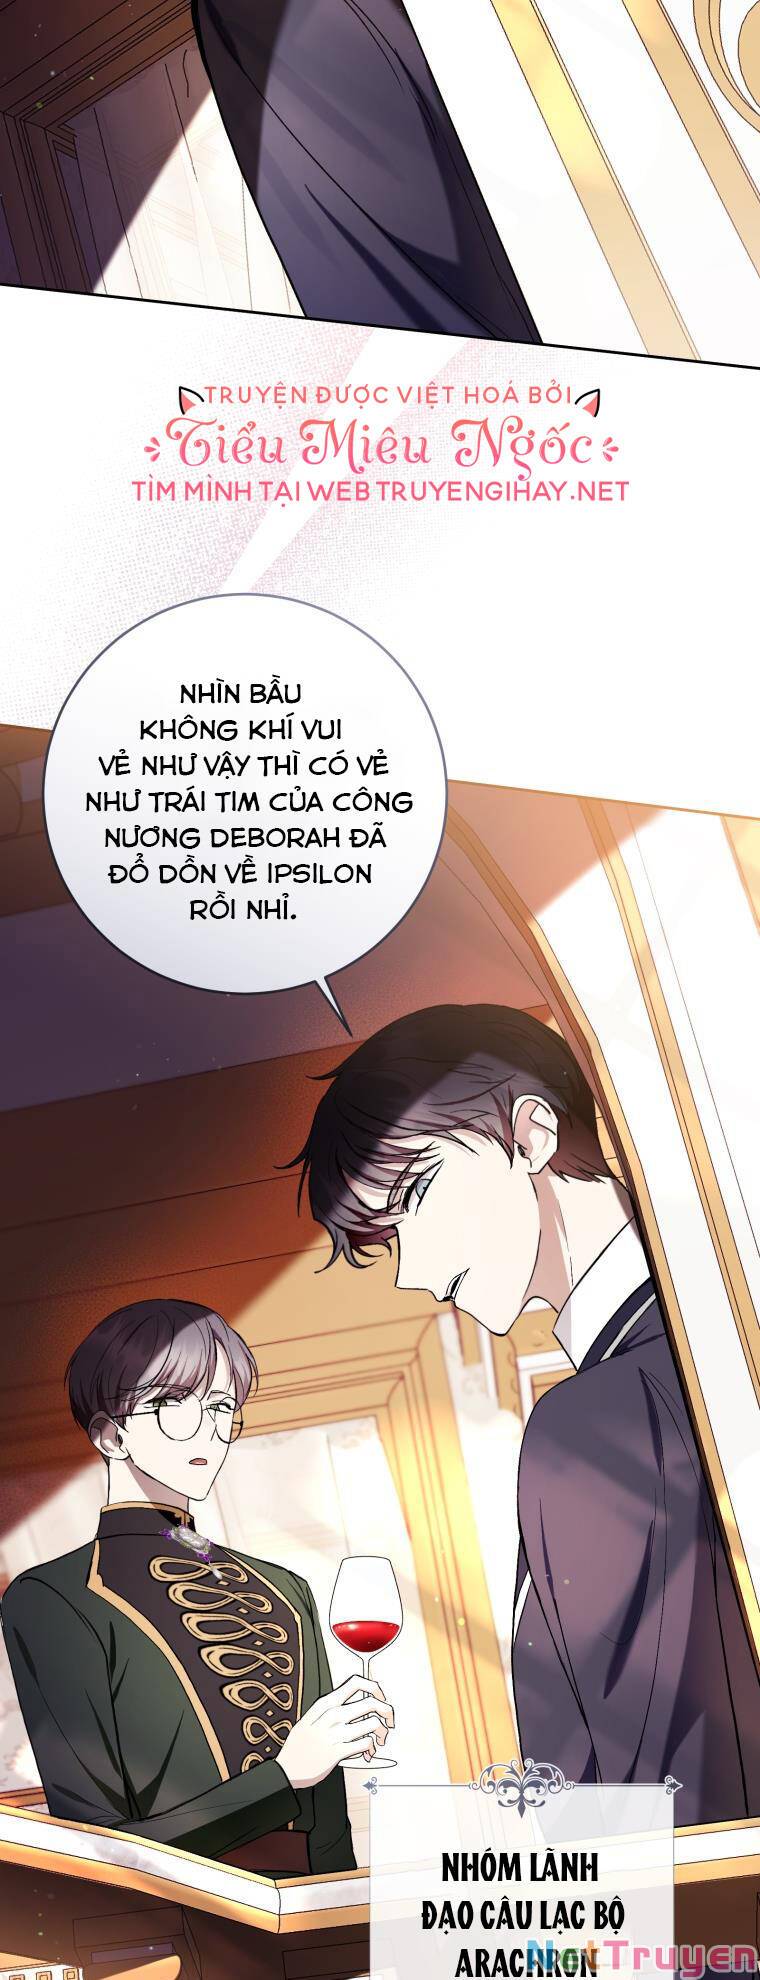 TRUYỆN ĐƯỢC VIỆT HOÁ BỞI
Tiểu Miêu Ngốc
TÌM MÌNH TẠI WEB TRUYENGIHAY.NET
NHÌN BẦU
KHÔNG KHÍ VUI
VẺ NHƯ VẬY THÌ CÓ VẺ
NHƯ TRÁI TIM CỦA CÔNG
NƯƠNG DEBORAH ĐÃ
ĐỔ DỒN VỀ IPSILON
RỒI NHỈ.
NHÓM LÃNH
ĐẠO CÂU LẠC BỘ
ARACHRON
NetTruyen